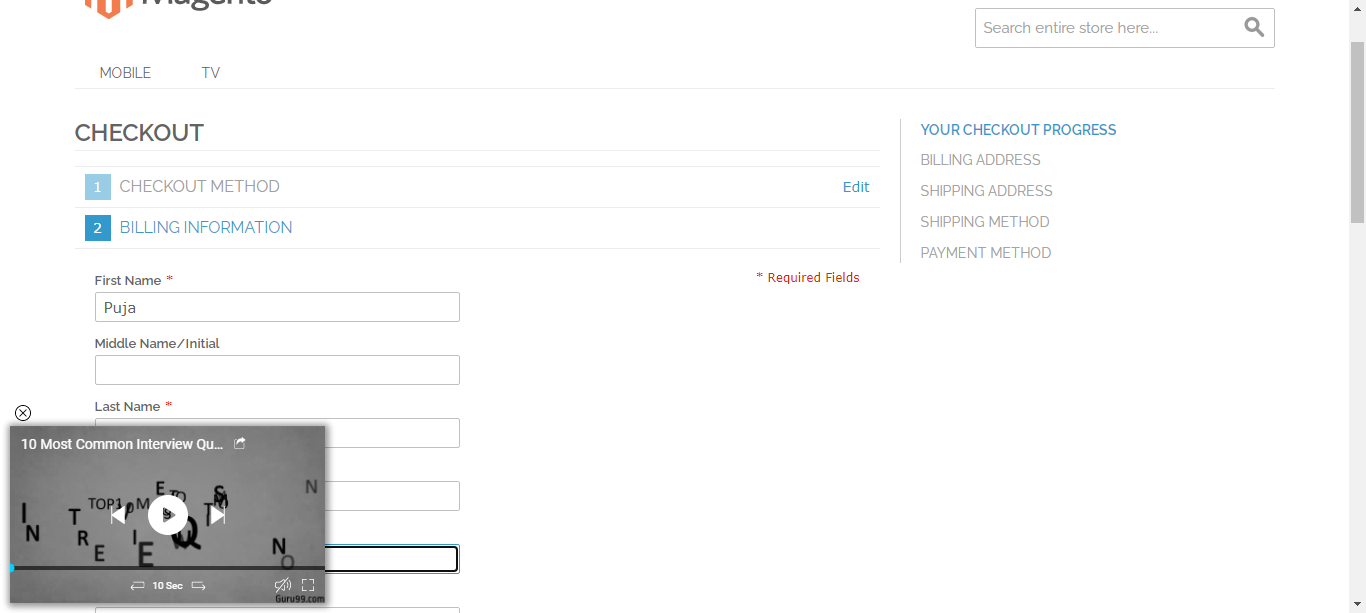 Magento
Search entire store here...
MOBILE TV
CHECKOUT
1 CHECKOUT METHOD Edit
2 BILLING INFORMATION
YOUR CHECKOUT PROGRESS
BILLING ADDRESS
SHIPPING ADDRESS
SHIPPING METHOD
PAYMENT METHOD
* Required Fields
First Name *
Puja
Middle Name/Initial
Last Name *
10 Most Common Interview Qu...
10 Sec
Guru99.com